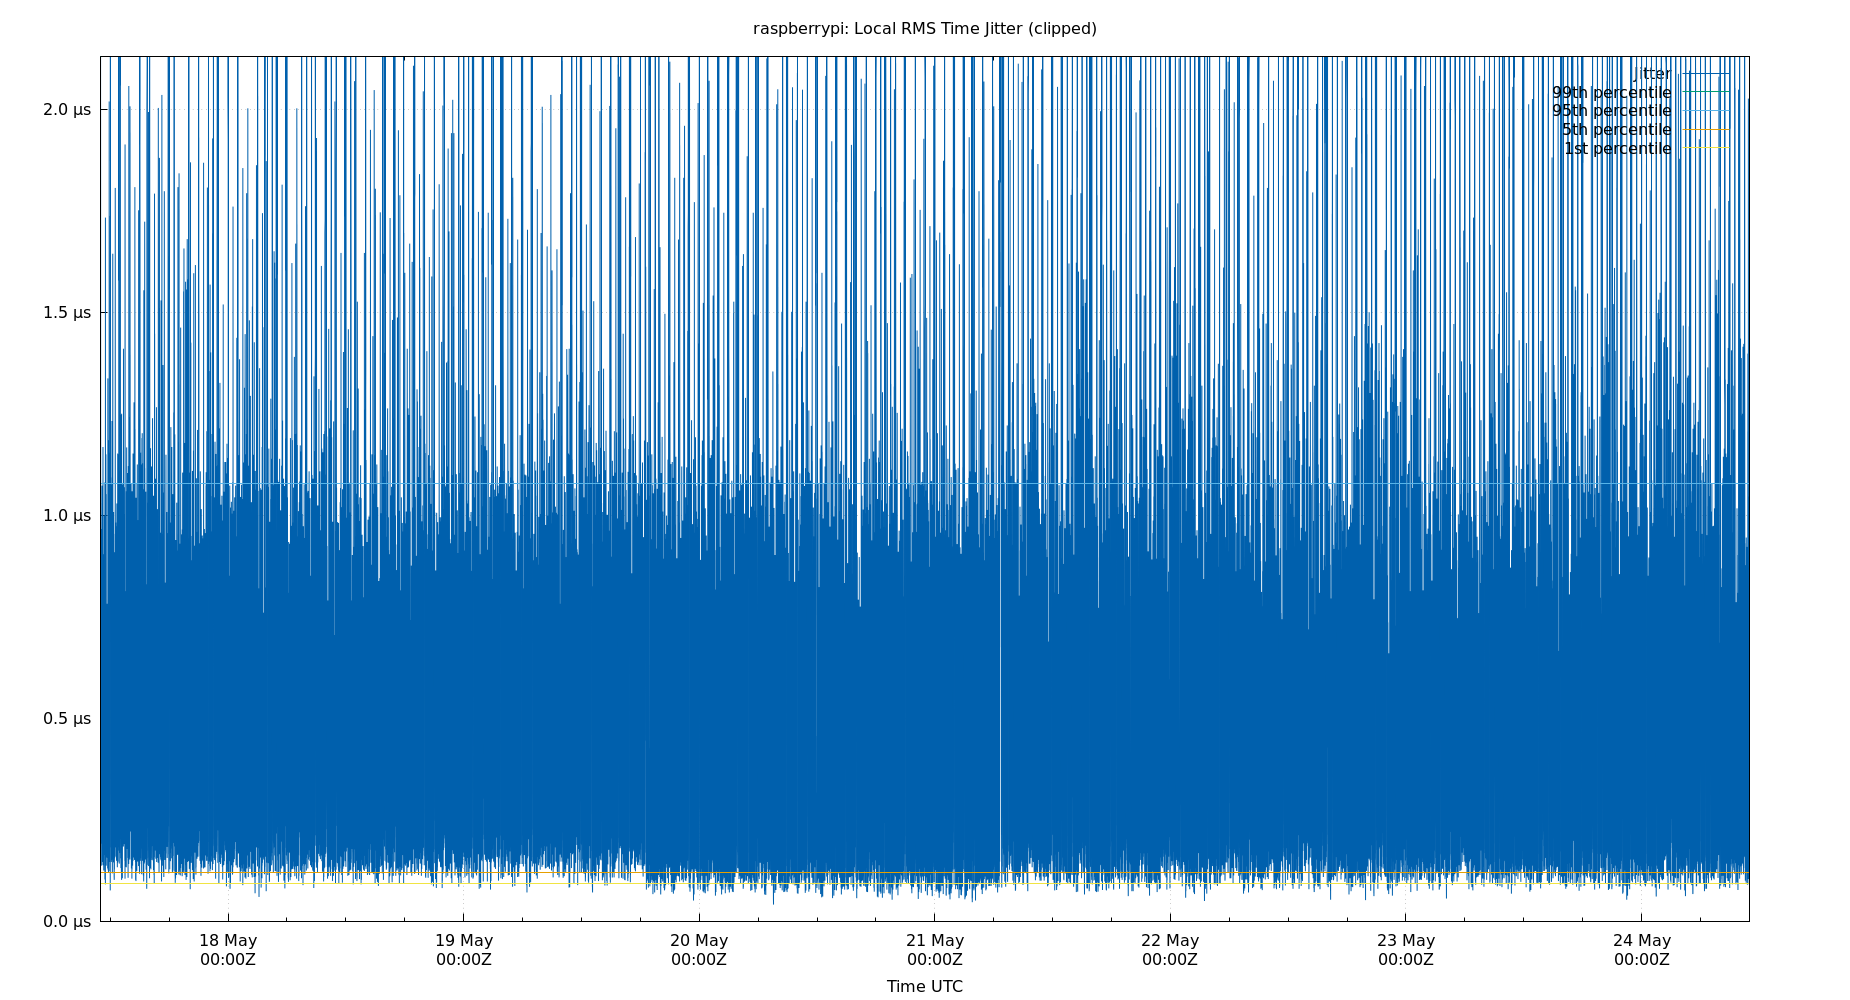 raspberrypi: Local RMS Time Jitter (clipped)
jitter
99th percentile
95th percentile
5th percentile
1st percentile
2.0 µs
1.5 µs
1.0 µs
0.5 µs
0.0 µs
18 May 19 May 20 May 21 May 22 May 23 May 24 May
00:00Z 00:00Z 00:00Z 00:00Z 00:00Z 00:00Z 00:00Z
Time UTC